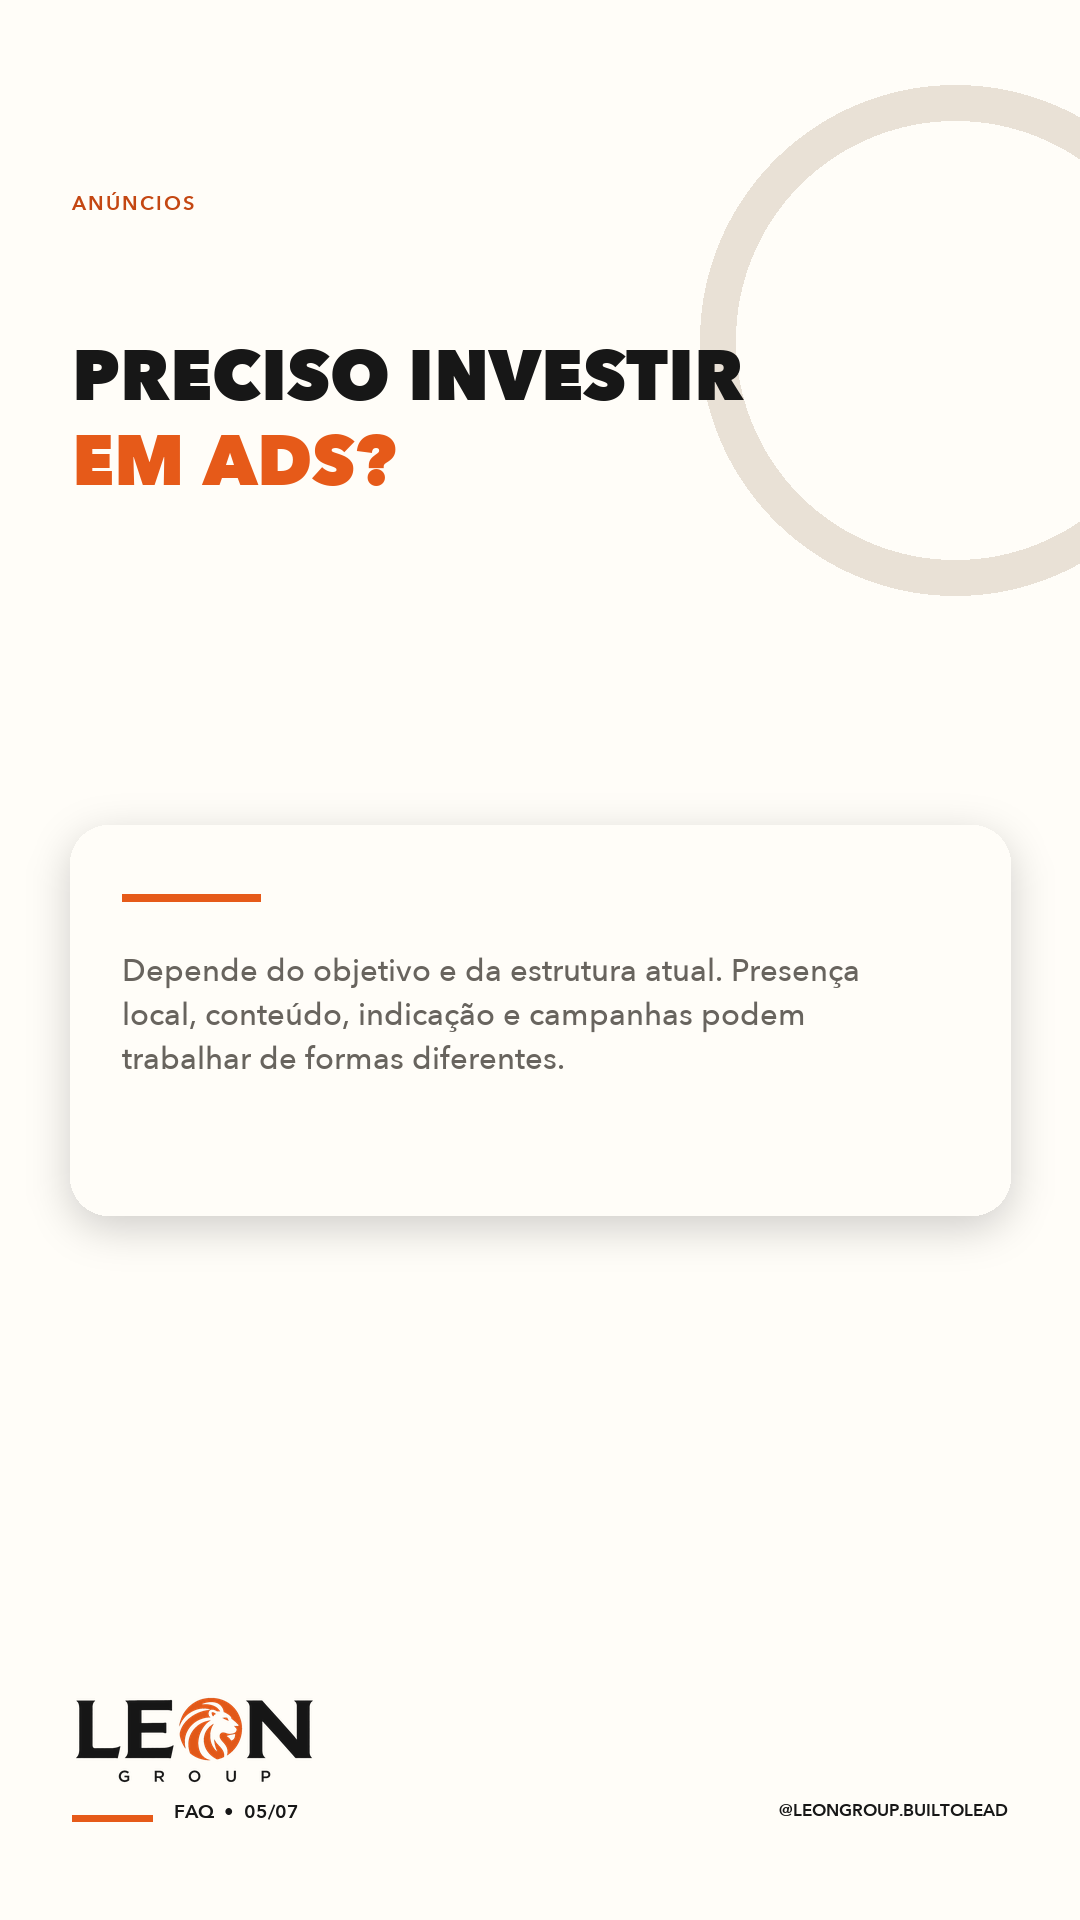 ANÚNCIOS
PRECISO INVESTIR
EM ADS?
Depende do objetivo e da estrutura atual. Presença
local, conteúdo, indicação e campanhas podem
trabalhar de formas diferentes.
LEON
GROUP
FAQ • 05/07
@LEONGROUP.BUILTOLEAD